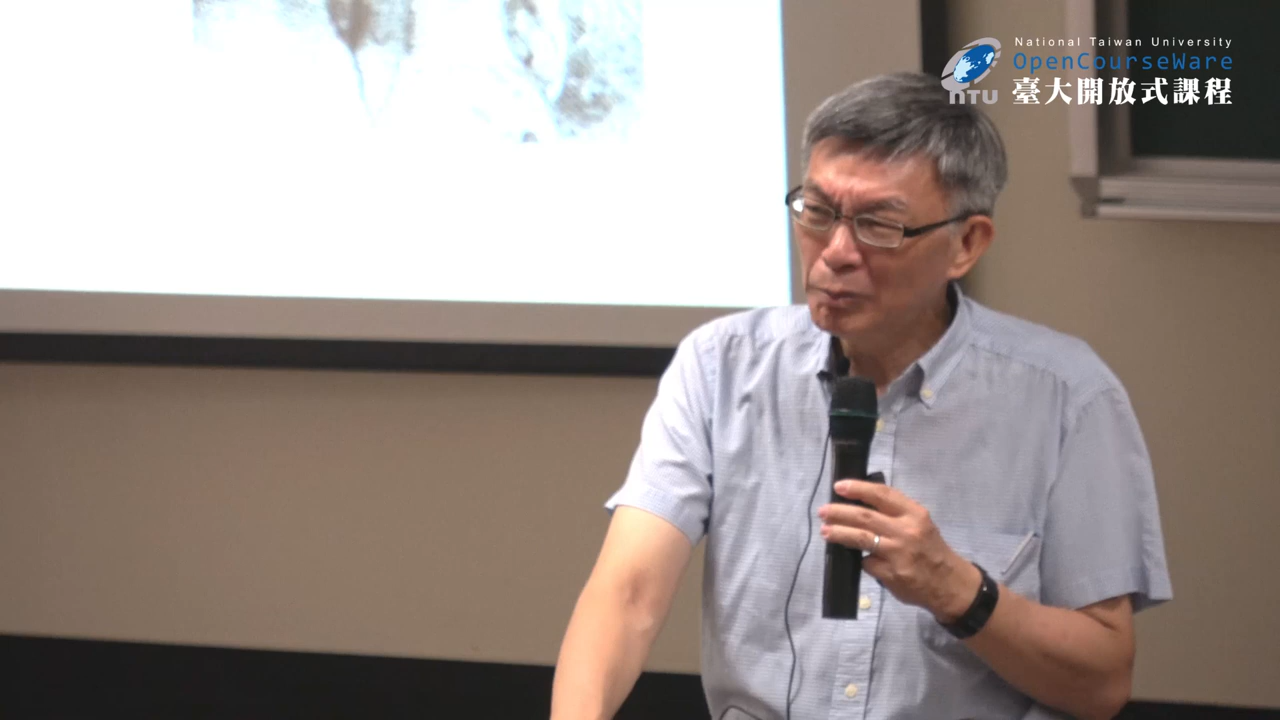 National Taiwan University
OpenCourseWare
NTU 臺大開放式課程